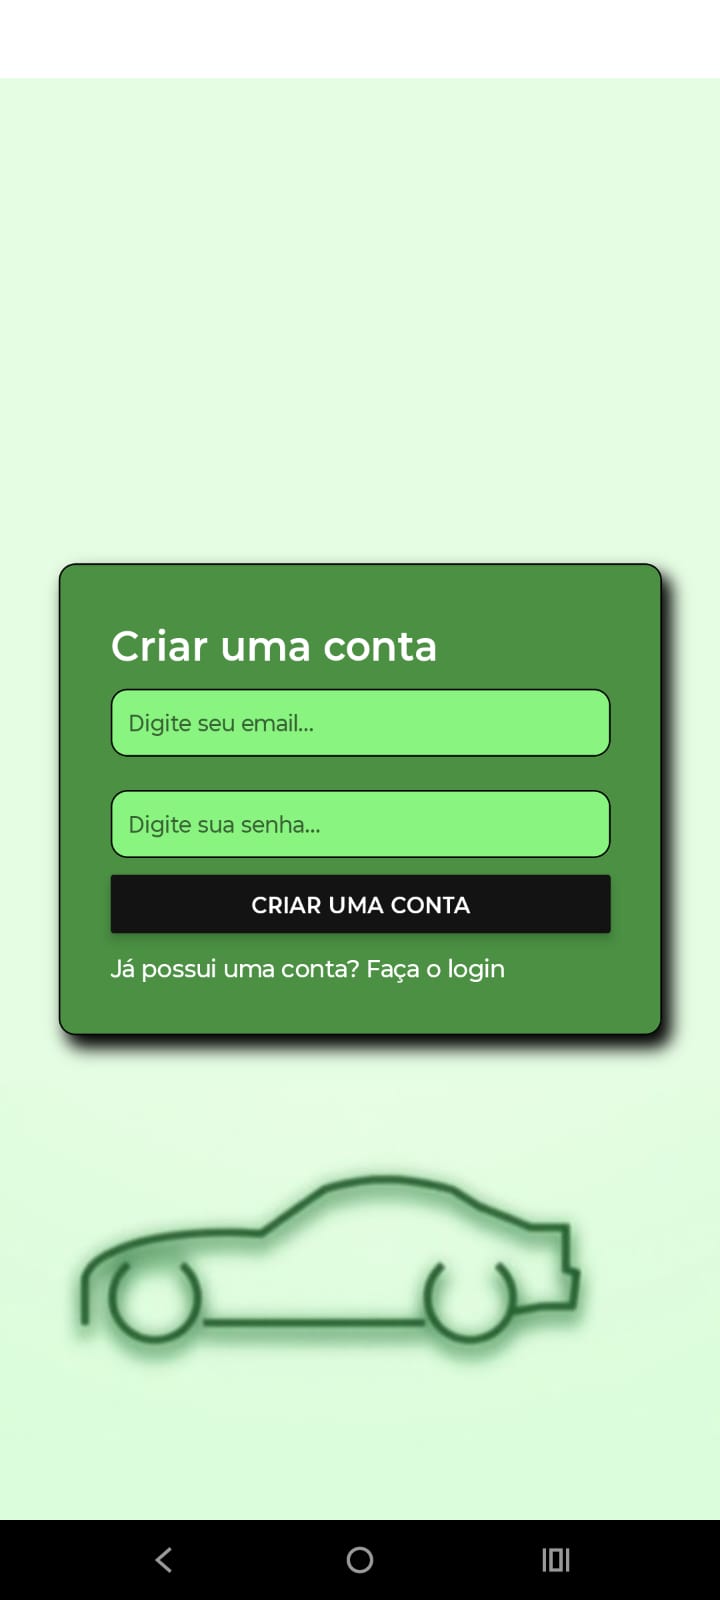 Criar uma conta
Digite seu email...
Digite sua senha...
CRIAR UMA CONTA
Já possui uma conta? Faça o login